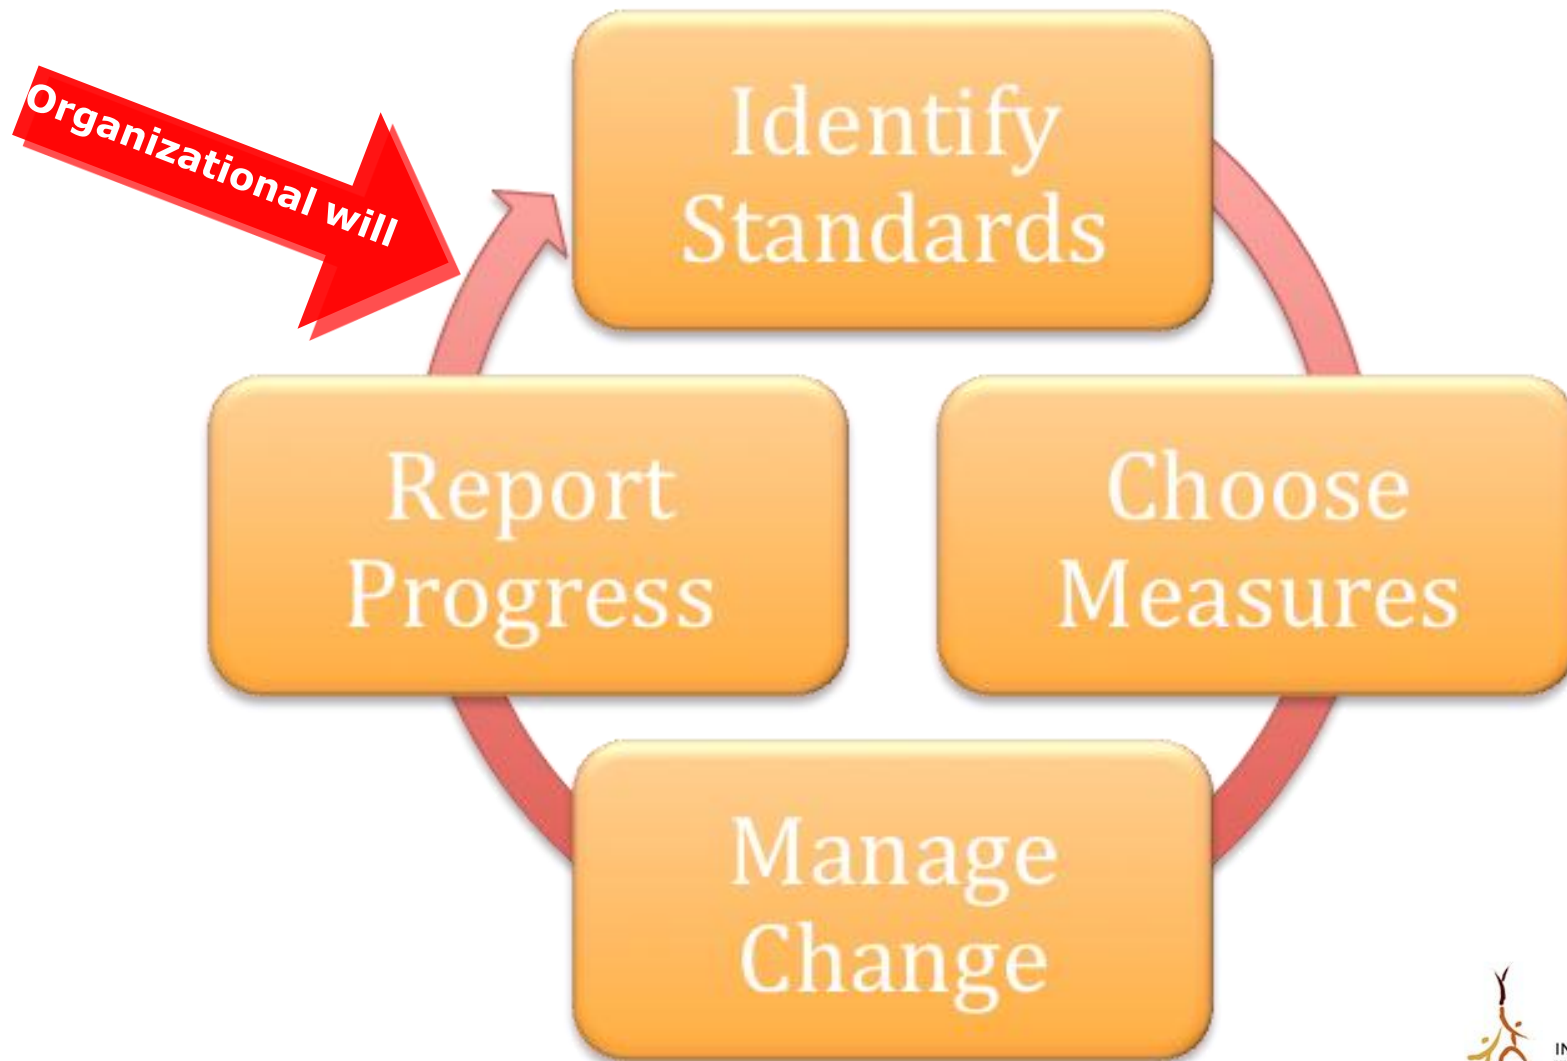 Organizational will
Identify
Standards
Report
Progress
Choose
Measures
Manage
Change